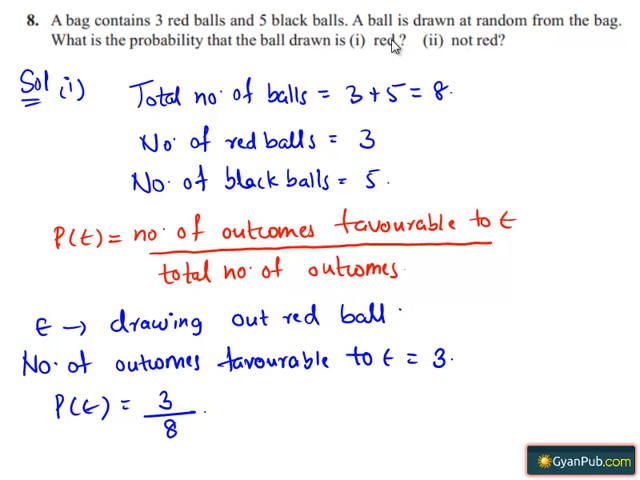 8. A bag contains 3 red balls and 5 black balls. A ball is drawn at random from the bag.
What is the probability that the ball drawn is (i) red? (ii) not red?
Sol (i) Total no. of balls = 3 + 5 = 8.
No. of red balls = 3
No. of black balls = 5.
P(E) = no. of outcomes favourable to E
total no. of outcomes.
E → drawing out red ball.
No. of outcomes favourable to E = 3.
P(E) = 3
8.
GyanPub.com